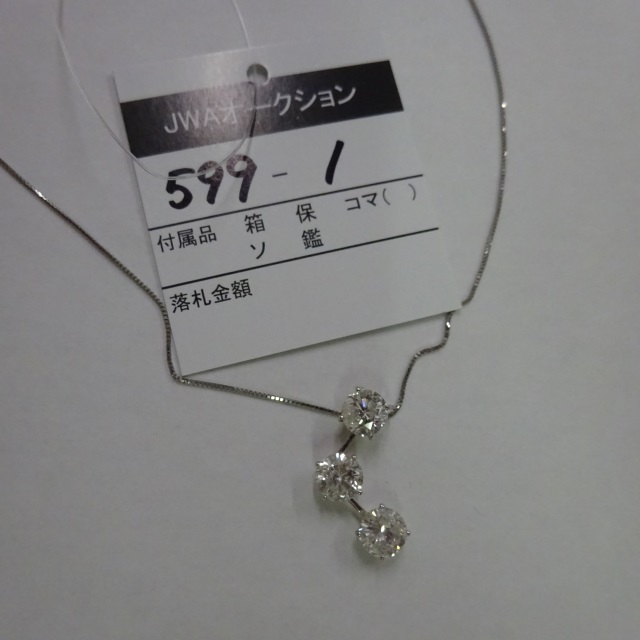 JWAオークション
599-1
付属品 箱 保 コマ( )
ソ 鑑
落札金額